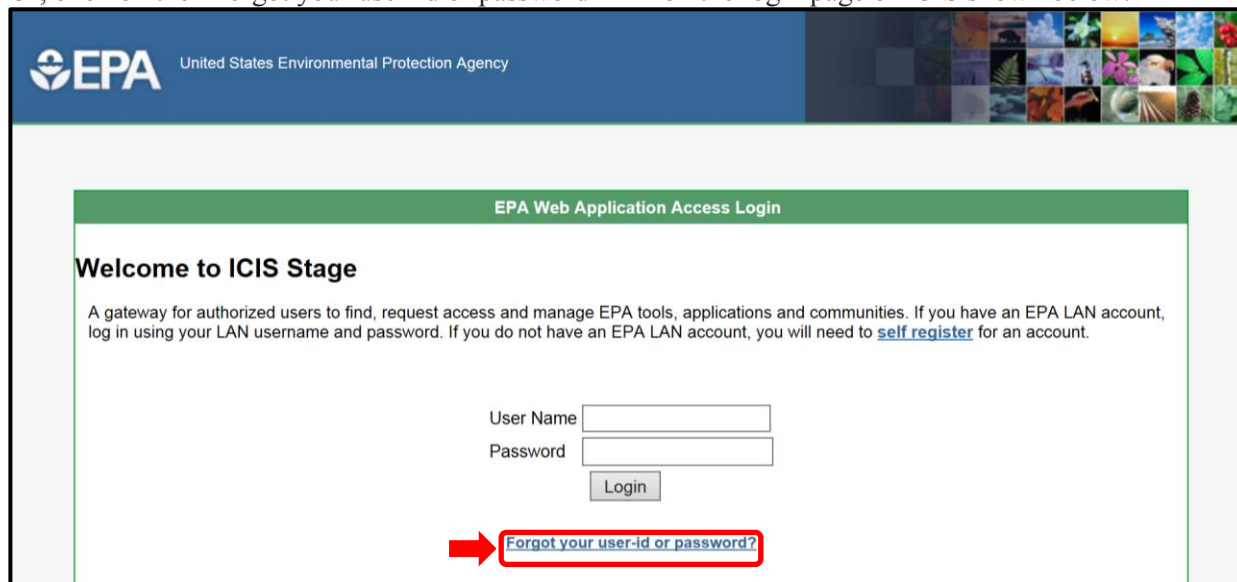 EPA United States Environmental Protection Agency
EPA Web Application Access Login
Welcome to ICIS Stage
A gateway for authorized users to find, request access and manage EPA tools, applications and communities. If you have an EPA LAN account,
log in using your LAN username and password. If you do not have an EPA LAN account, you will need to self register for an account.
User Name
Password
Login
Forgot your user-id or password?